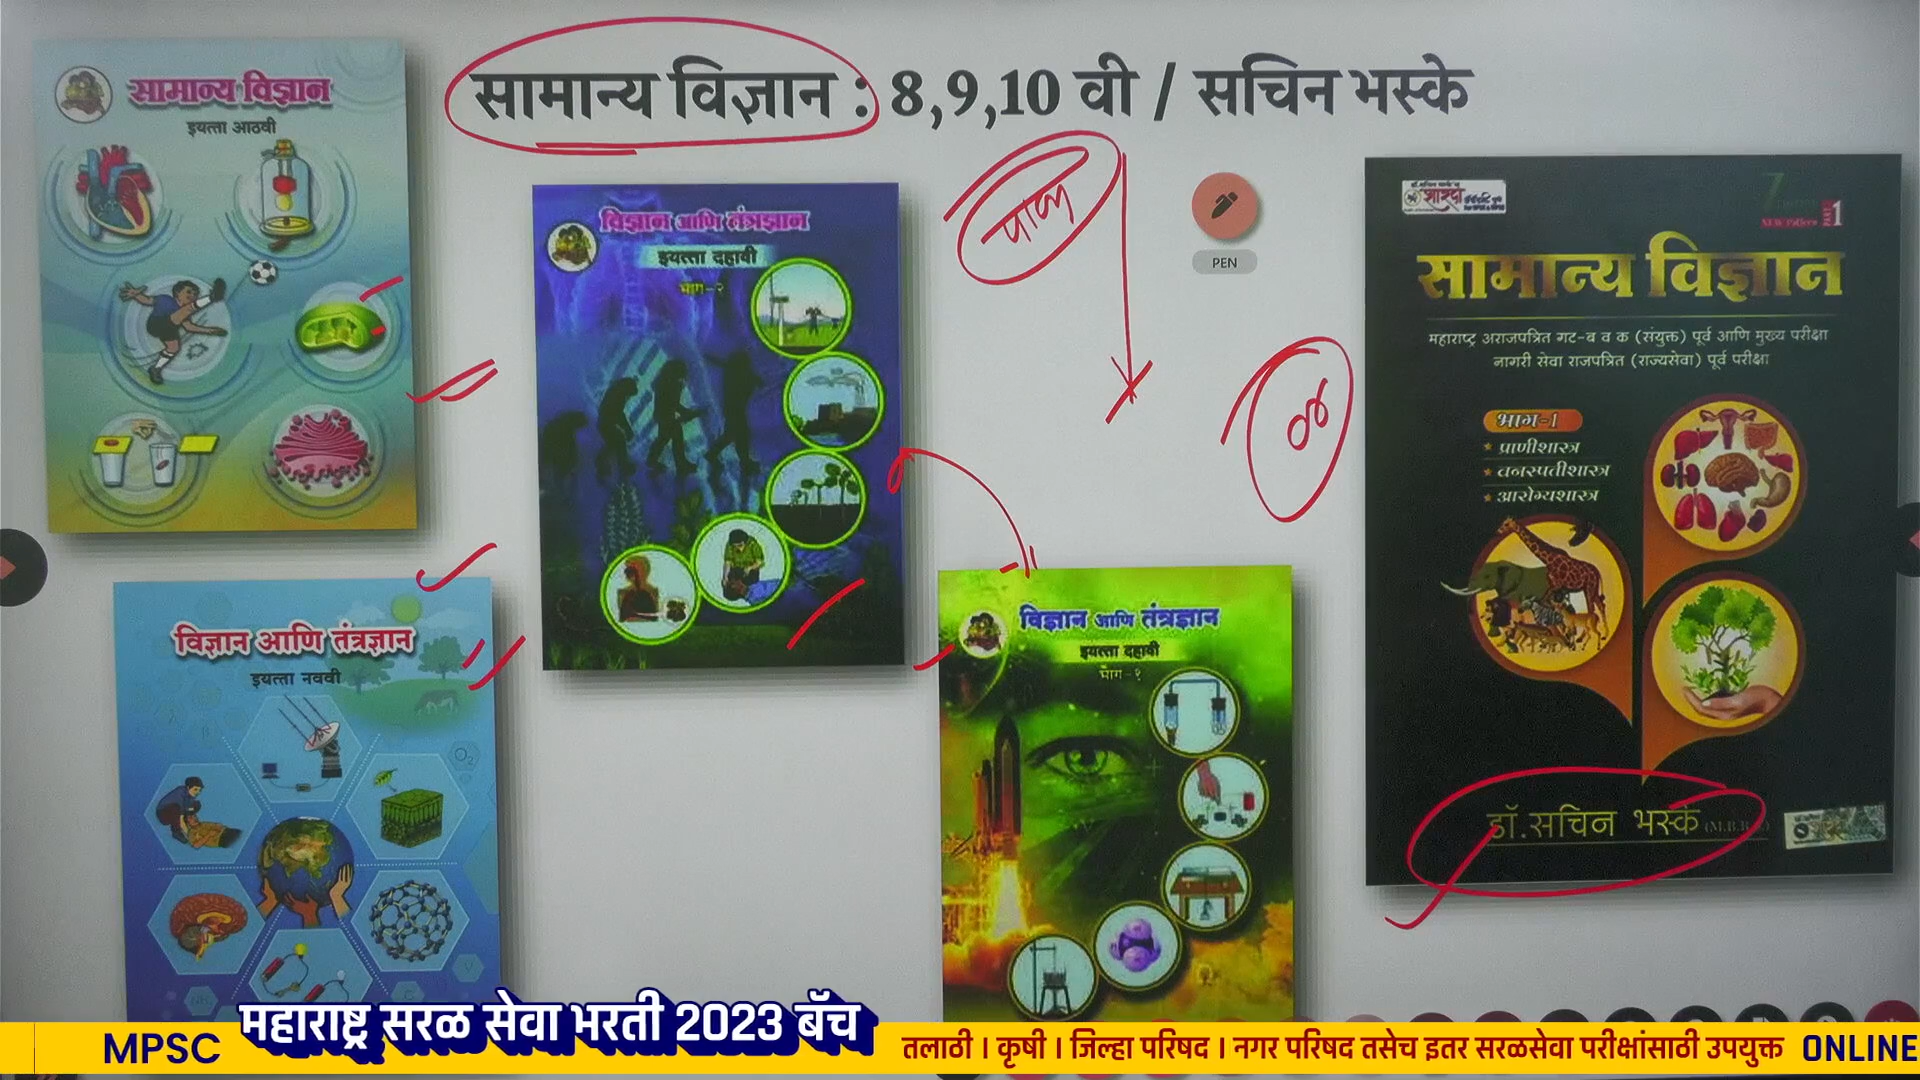 सामान्य विज्ञान : 8,9,10 वी / सचिन भस्के
सामान्य विज्ञान
इयत्ता आठवी
विज्ञान आणि तंत्रज्ञान
इयत्ता दहावी
भाग-२
PEN
शारदा
1
सामान्य विज्ञान
महाराष्ट्र अराजपत्रित गट-ब व क (संयुक्त) पूर्व आणि मुख्य परीक्षा
नागरी सेवा राजपत्रित (राज्यसेवा) पूर्व परीक्षा
भाग-1
प्राणीशास्त्र
वनस्पतीशास्त्र
आरोग्यशास्त्र
डॉ.सचिन भस्के
विज्ञान आणि तंत्रज्ञान
इयत्ता नववी
विज्ञान आणि तंत्रज्ञान
इयत्ता दहावी
भाग-१
MPSC महाराष्ट्र सरळ सेवा भरती 2023 बॅच
तलाठी । कृषी । जिल्हा परिषद । नगर परिषद तसेच इतर सरळसेवा परीक्षांसाठी उपयुक्त ONLINE